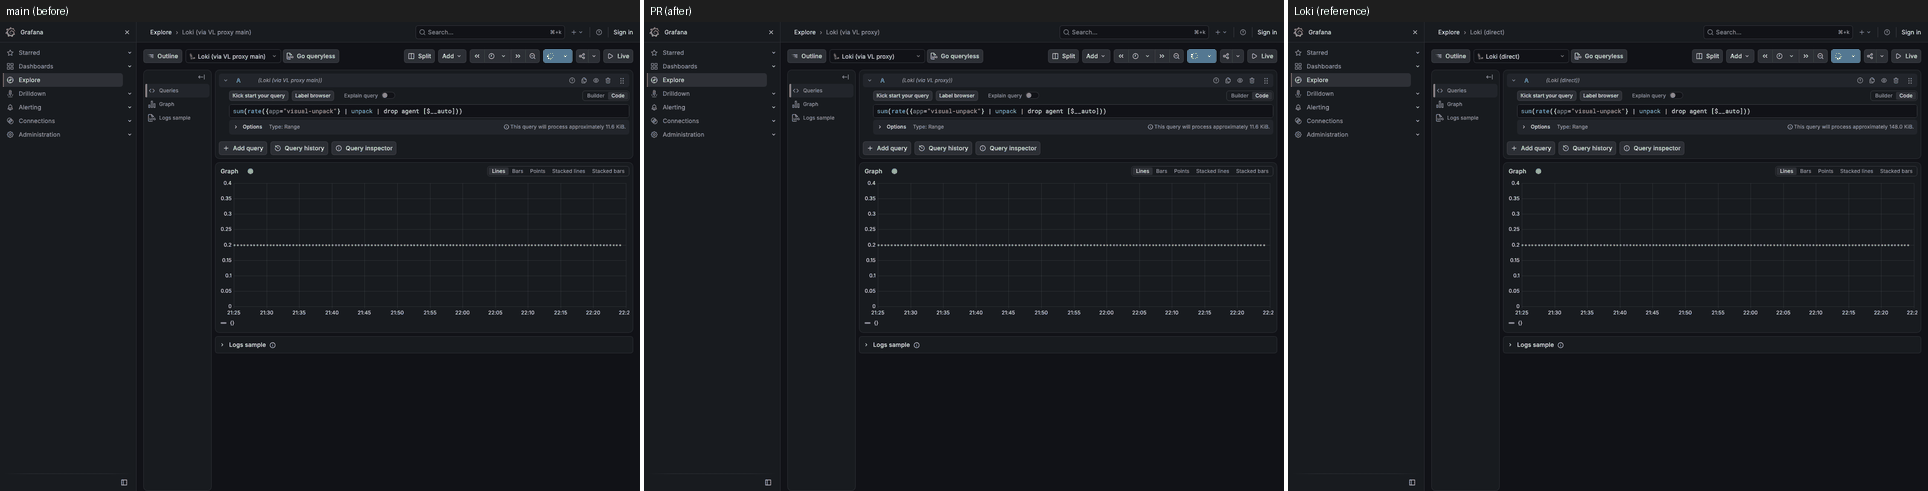 main (before)
Grafana
Starred
Dashboards
Explore
Drilldown
Alerting
Connections
Administration
Explore › Loki (via VL proxy main)
Search... ⌘+k
Sign in
Outline
Loki (via VL proxy main)
Go queryless
Split
Add
Live
Queries
Graph
Logs sample
A (Loki (via VL proxy main))
Kick start your query Label browser Explain query
Builder Code
sum(rate({app="visual-unpack"} | unpack | drop agent [$__auto]))
Options Type: Range
This query will process approximately 11.6 KiB.
+ Add query Query history Query inspector
Graph
Lines Bars Points Stacked lines Stacked bars
0.4
0.35
0.3
0.25
0.2
0.15
0.1
0.05
0
21:25 21:30 21:35 21:40 21:45 21:50 21:55 22:00 22:05 22:10 22:15 22:20 22:2
{}
Logs sample
PR (after)
Grafana
Starred
Dashboards
Explore
Drilldown
Alerting
Connections
Administration
Explore › Loki (via VL proxy)
Search... ⌘+k
Sign in
Outline
Loki (via VL proxy)
Go queryless
Split
Add
Live
Queries
Graph
Logs sample
A (Loki (via VL proxy))
Kick start your query Label browser Explain query
Builder Code
sum(rate({app="visual-unpack"} | unpack | drop agent [$__auto]))
Options Type: Range
This query will process approximately 11.6 KiB.
+ Add query Query history Query inspector
Graph
Lines Bars Points Stacked lines Stacked bars
0.4
0.35
0.3
0.25
0.2
0.15
0.1
0.05
0
21:25 21:30 21:35 21:40 21:45 21:50 21:55 22:00 22:05 22:10 22:15 22:20 22:2
{}
Logs sample
Loki (reference)
Grafana
Starred
Dashboards
Explore
Drilldown
Alerting
Connections
Administration
Explore › Loki (direct)
Search... ⌘+k
Sign in
Outline
Loki (direct)
Go queryless
Split
Add
Live
Queries
Graph
Logs sample
A (Loki (direct))
Kick start your query Label browser Explain query
Builder Code
sum(rate({app="visual-unpack"} | unpack | drop agent [$__auto]))
Options Type: Range
This query will process approximately 148.0 KiB.
+ Add query Query history Query inspector
Graph
Lines Bars Points Stacked lines Stacked bars
0.4
0.35
0.3
0.25
0.2
0.15
0.1
0.05
0
21:25 21:30 21:35 21:40 21:45 21:50 21:55 22:00 22:05 22:10 22:15 22:20 22:2
{}
Logs sample